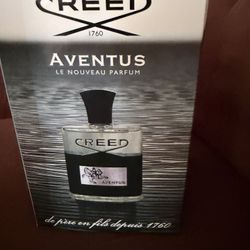 CREED
1760
AVENTUS
LE NOUVEAU PARFUM
CREED
AVENTUS
de père en fils depuis 1760